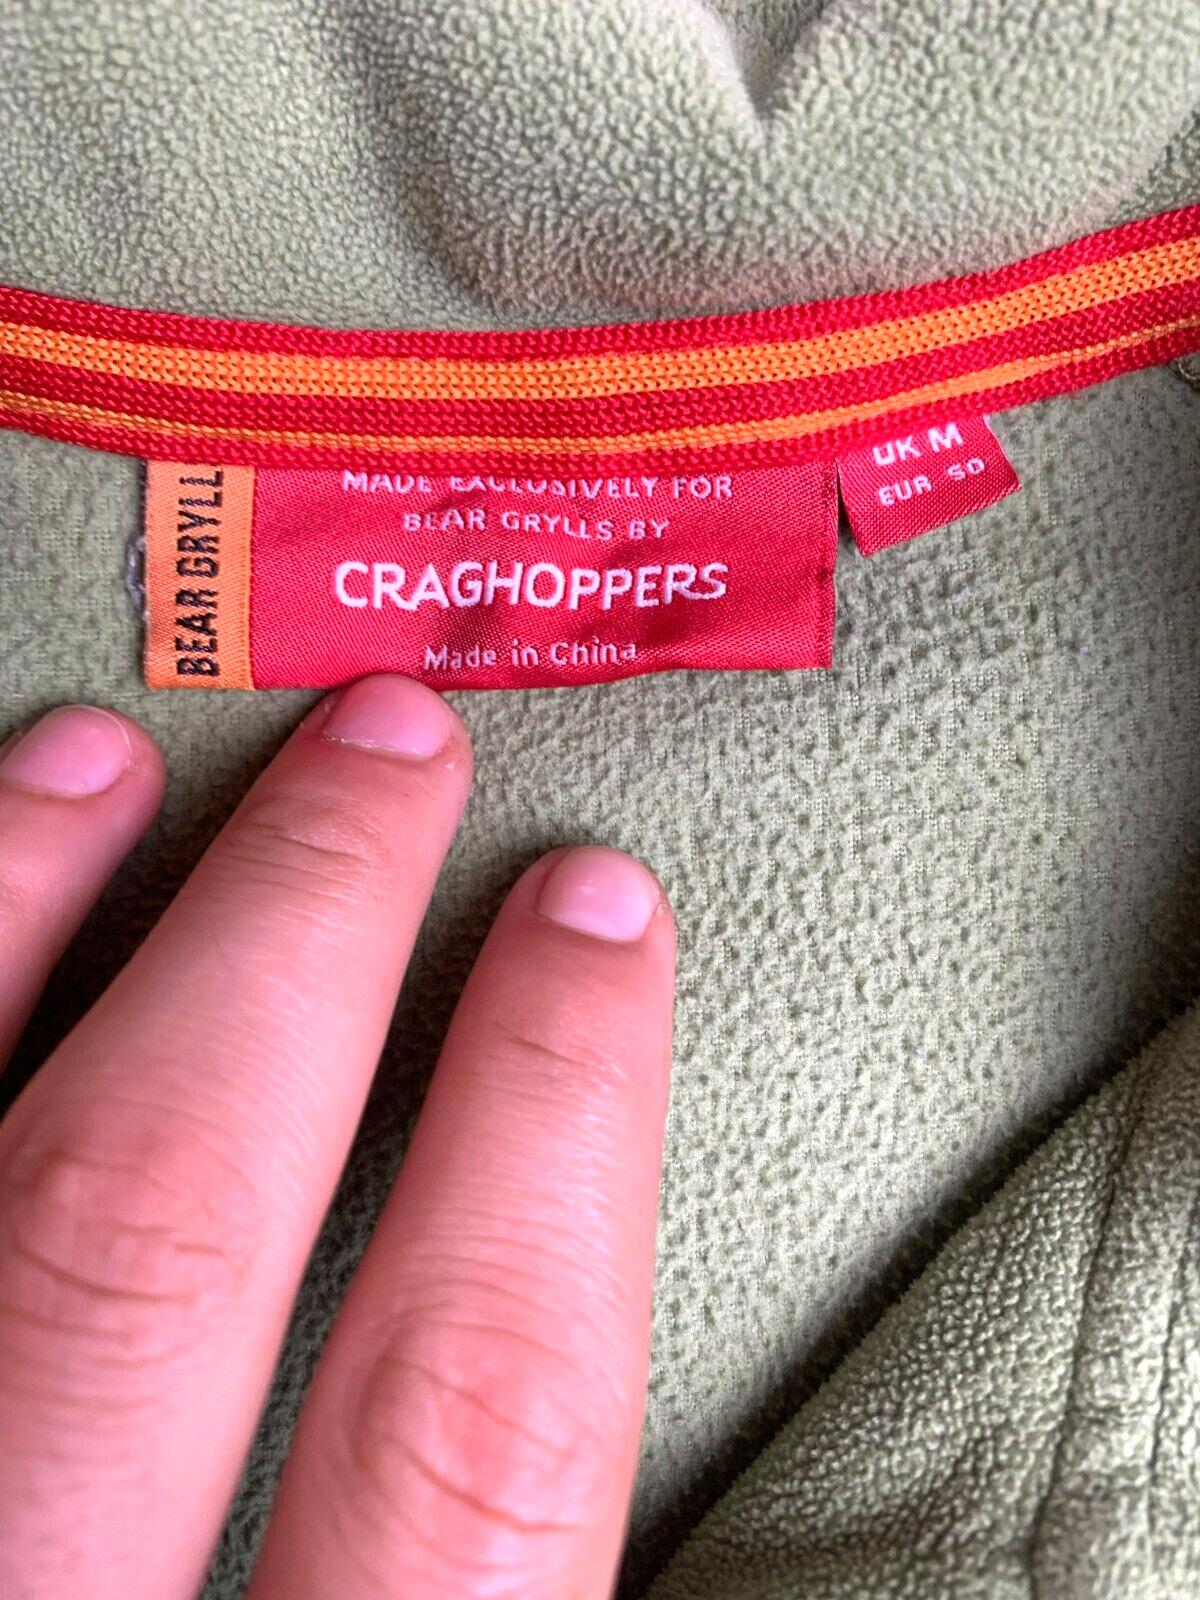 BEAR GRYLL
MADE EXCLUSIVELY FOR
BEAR GRYLLS BY
CRAGHOPPERS
Made in China
UK M
EUR 50